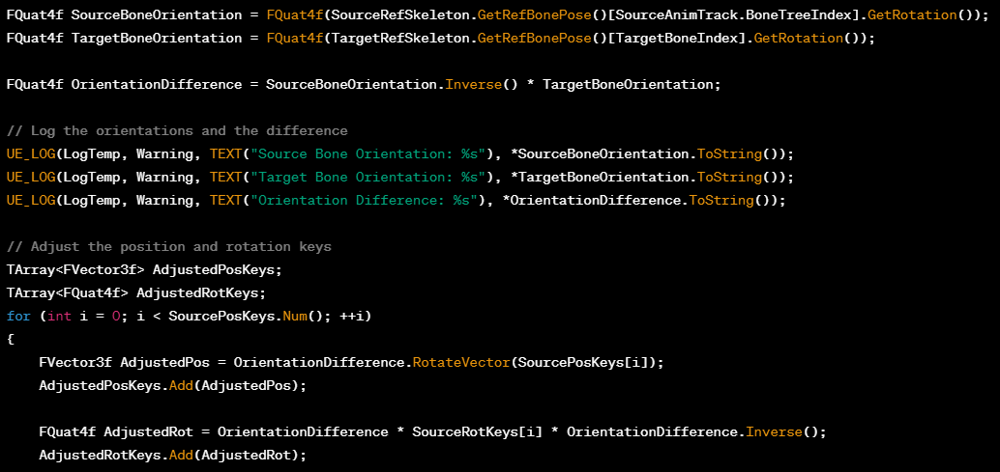 FQuat4f SourceBoneOrientation = FQuat4f(SourceRefSkeleton.GetRefBonePose()[SourceAnimTrack.BoneTreeIndex].GetRotation());
FQuat4f TargetBoneOrientation = FQuat4f(TargetRefSkeleton.GetRefBonePose()[TargetBoneIndex].GetRotation());
FQuat4f OrientationDifference = SourceBoneOrientation.Inverse() * TargetBoneOrientation;
// Log the orientations and the difference
UE_LOG(LogTemp, Warning, TEXT("Source Bone Orientation: %s"), *SourceBoneOrientation.ToString());
UE_LOG(LogTemp, Warning, TEXT("Target Bone Orientation: %s"), *TargetBoneOrientation.ToString());
UE_LOG(LogTemp, Warning, TEXT("Orientation Difference: %s"), *OrientationDifference.ToString());
// Adjust the position and rotation keys
TArray<FVector3f> AdjustedPosKeys;
TArray<FQuat4f> AdjustedRotKeys;
for (int i = 0; i < SourcePosKeys.Num(); ++i)
{
    FVector3f AdjustedPos = OrientationDifference.RotateVector(SourcePosKeys[i]);
    AdjustedPosKeys.Add(AdjustedPos);
    FQuat4f AdjustedRot = OrientationDifference * SourceRotKeys[i] * OrientationDifference.Inverse();
    AdjustedRotKeys.Add(AdjustedRot);